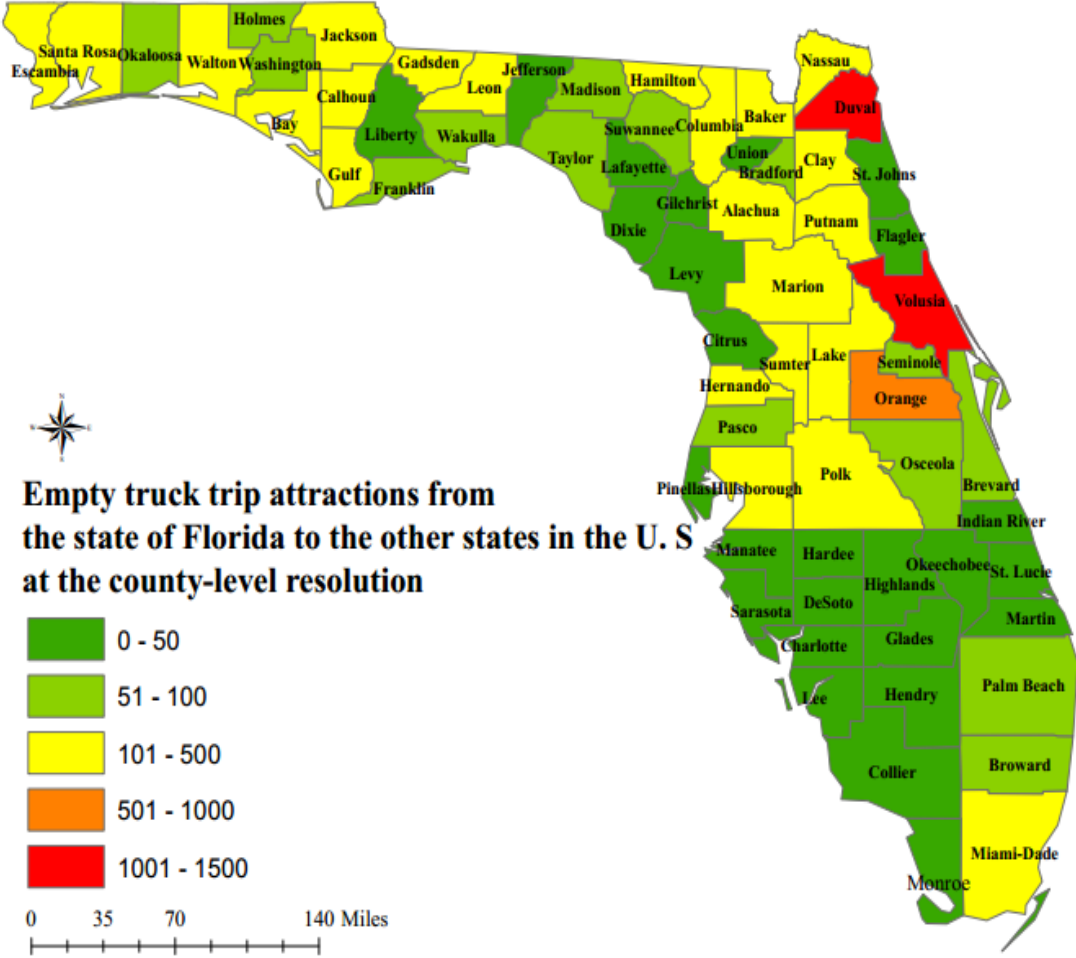 Holmes
Jackson
Santa Rosa
Okaloosa
Walton
Washington
Escambia
Gadsden
Jefferson
Nassau
Leon
Madison
Hamilton
Calhoun
Duval
Bay
Liberty
Wakulla
Suwannee
Columbia
Baker
Union
Clay
Taylor
Lafayette
Bradford
St. Johns
Gulf
Franklin
Gilchrist
Alachua
Putnam
Dixie
Flagler
Levy
Marion
Volusia
Citrus
Sumter
Lake
Seminole
Hernando
Orange
N
W
E
S
Pasco
Osceola
Polk
Brevard
Pinellas
Hillsborough
Indian River
Empty truck trip attractions from
the state of Florida to the other states in the U. S
at the county-level resolution
Manatee
Hardee
Okeechobee
St. Lucie
Highlands
DeSoto
Sarasota
Martin
Charlotte
Glades
Palm Beach
Lee
Hendry
Broward
Collier
Miami-Dade
Monroe
0 - 50
51 - 100
101 - 500
501 - 1000
1001 - 1500
0 35 70 140 Miles